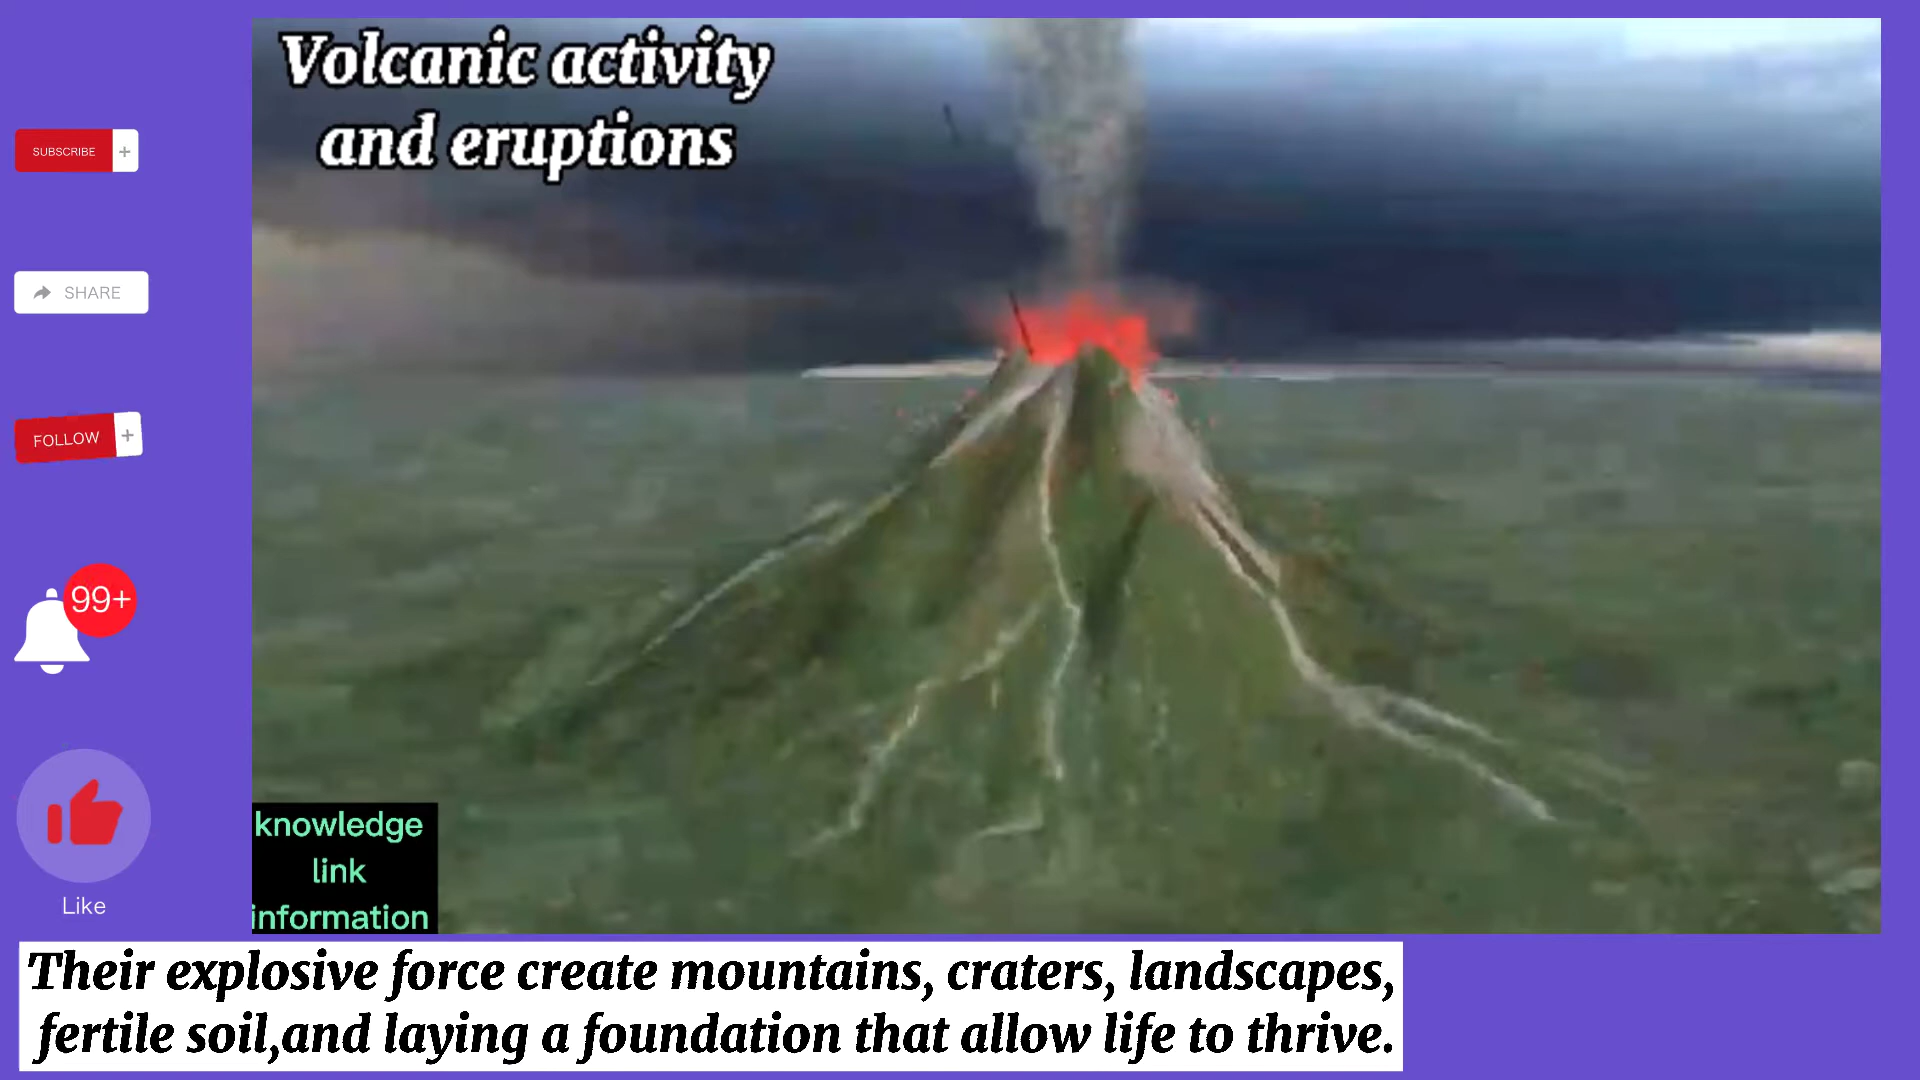 Volcanic activity
and eruptions
SUBSCRIBE +
SHARE
FOLLOW +
99+
Like
knowledge
link
information
Their explosive force create mountains, craters, landscapes,
fertile soil,and laying a foundation that allow life to thrive.